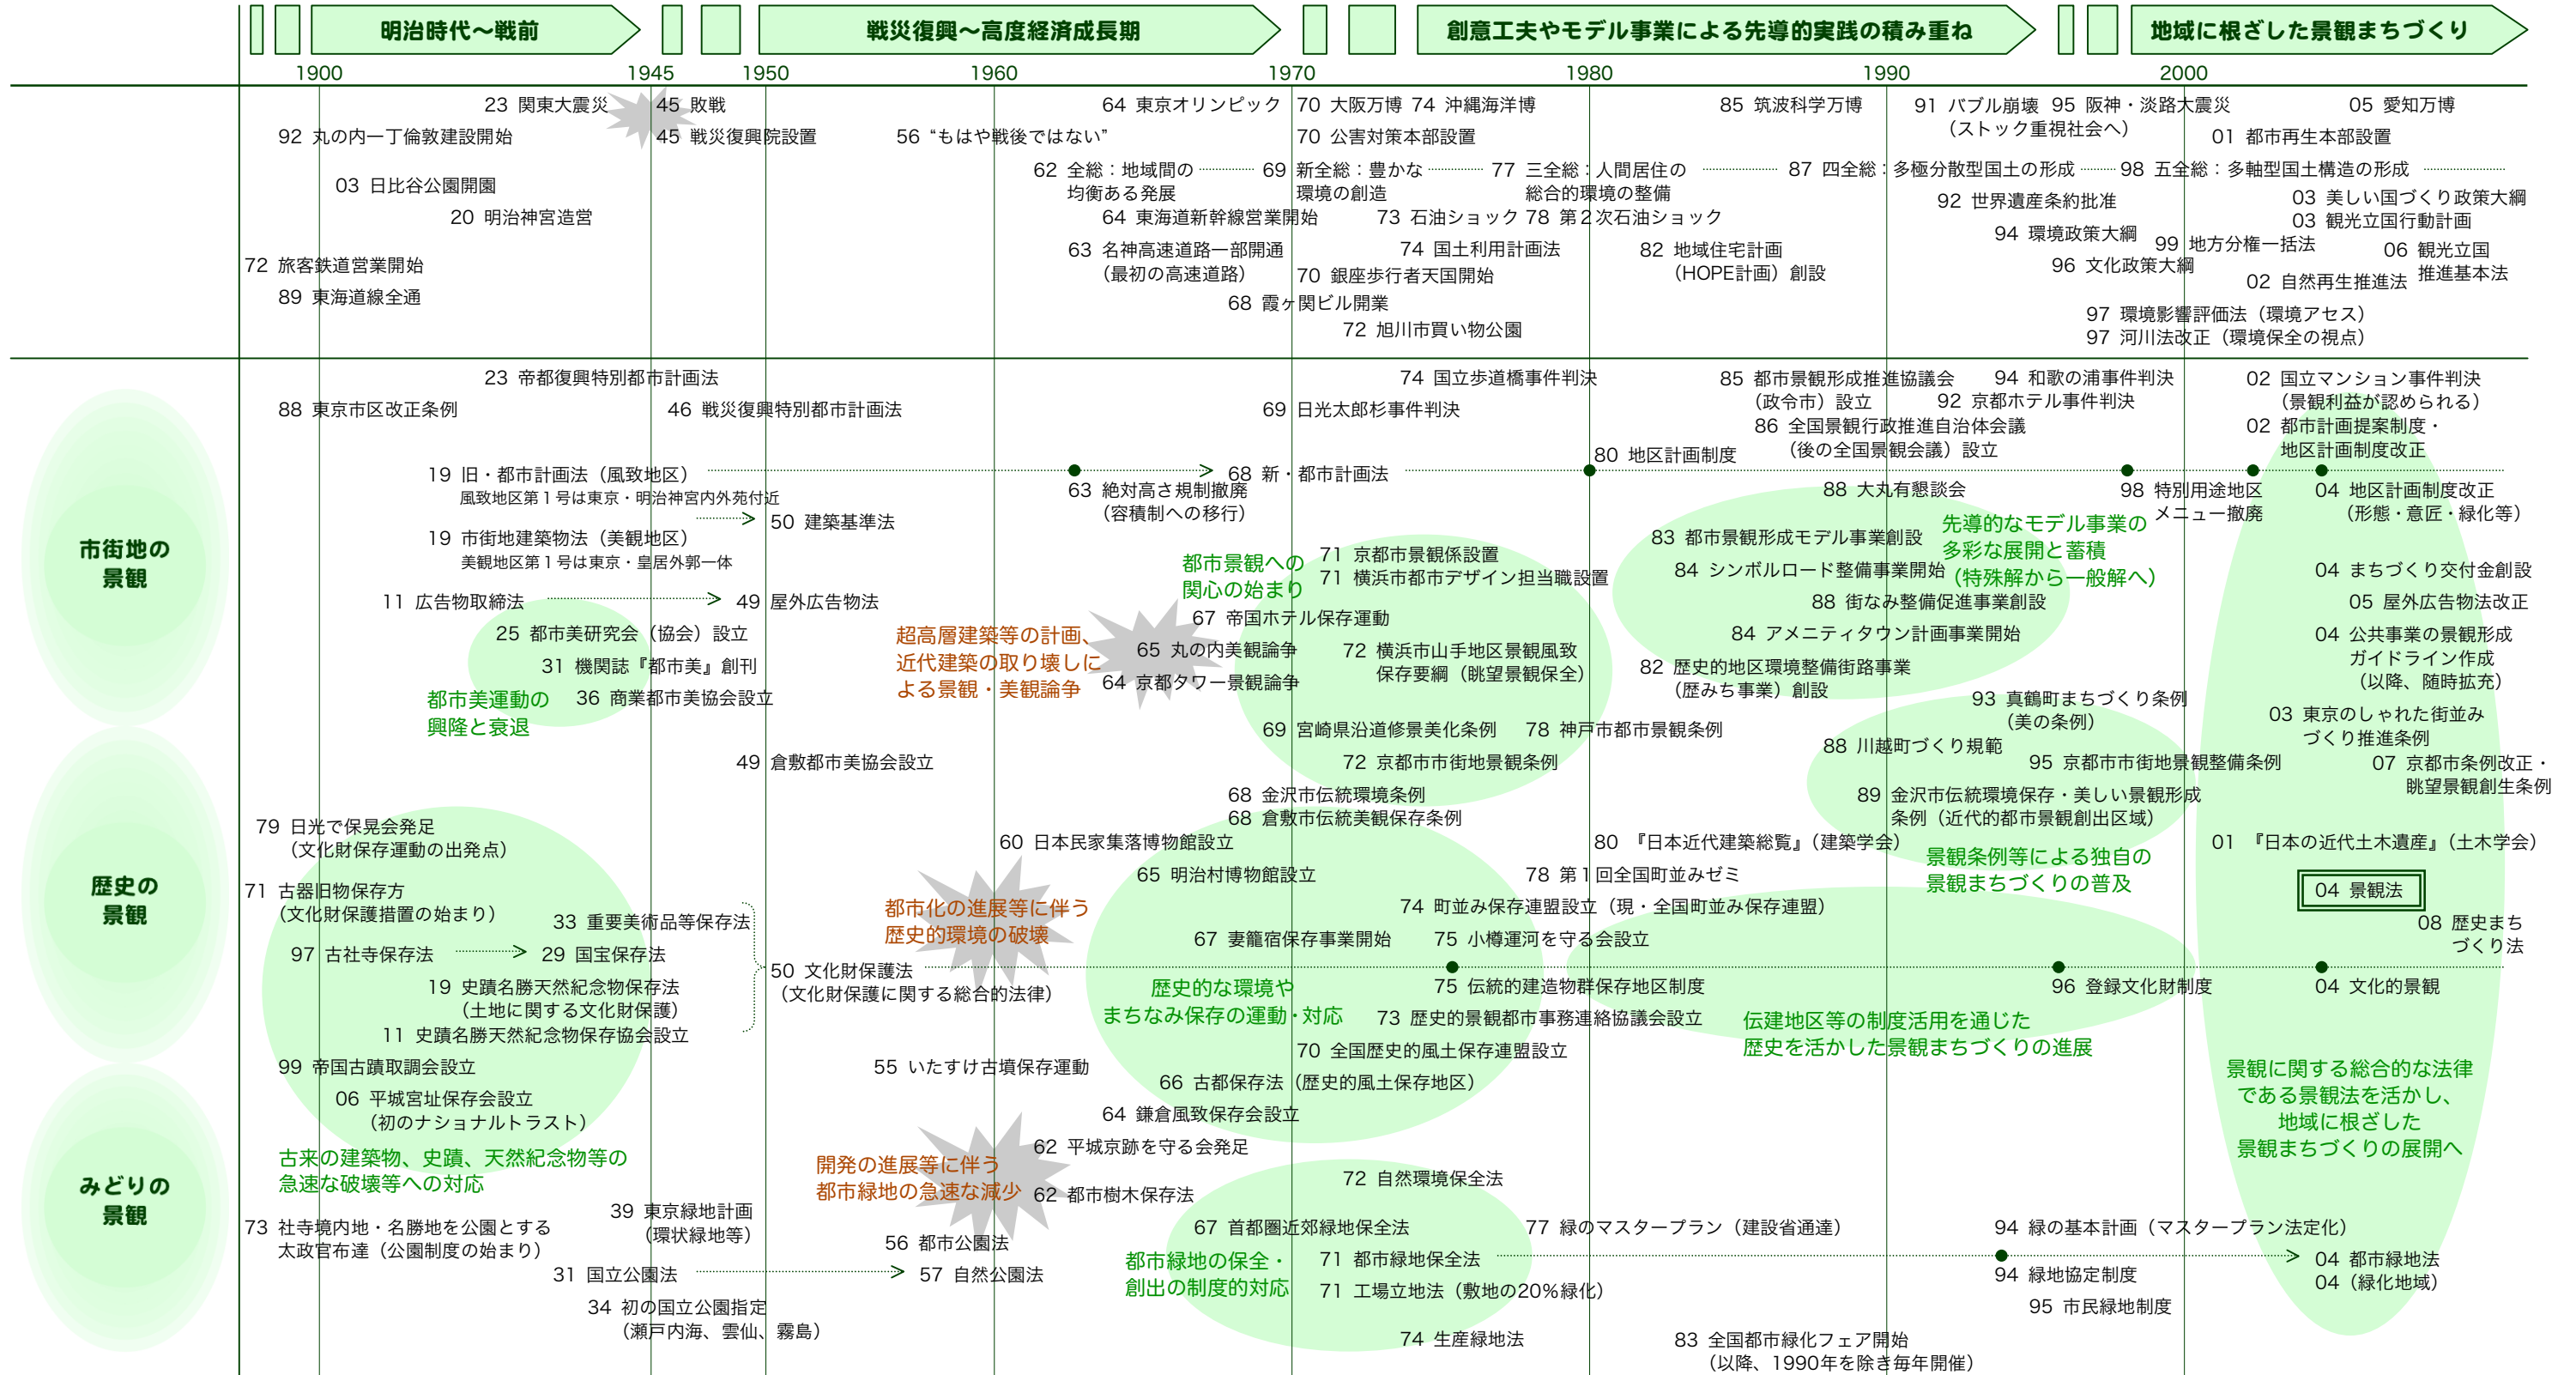 明治時代～戦前
戦災復興～高度経済成長期
創意工夫やモデル事業による先導的実践の積み重ね
地域に根ざした景観まちづくり
1900
1945
1950
1960
1970
1980
1990
2000
23 関東大震災
45 敗戦
64 東京オリンピック
70 大阪万博
74 沖縄海洋博
85 筑波科学万博
91 バブル崩壊
（ストック重視社会へ）
95 阪神・淡路大震災
05 愛知万博
92 丸の内一丁倫敦建設開始
45 戦災復興院設置
56 “もはや戦後ではない”
70 公害対策本部設置
01 都市再生本部設置
62 全総：地域間の
均衡ある発展
69 新全総：豊かな
環境の創造
77 三全総：人間居住の
総合的環境の整備
87 四全総：多極分散型国土の形成
98 五全総：多軸型国土構造の形成
03 日比谷公園開園
20 明治神宮造営
64 東海道新幹線営業開始
73 石油ショック
78 第２次石油ショック
92 世界遺産条約批准
03 美しい国づくり政策大綱
03 観光立国行動計画
94 環境政策大綱
99 地方分権一括法
06 観光立国
推進基本法
63 名神高速道路一部開通
（最初の高速道路）
74 国土利用計画法
82 地域住宅計画
（HOPE計画）創設
72 旅客鉄道営業開始
70 銀座歩行者天国開始
96 文化政策大綱
02 自然再生推進法
89 東海道線全通
68 霞ヶ関ビル開業
72 旭川市買い物公園
97 環境影響評価法（環境アセス）
97 河川法改正（環境保全の視点）
市街地の
景観
23 帝都復興特別都市計画法
74 国立歩道橋事件判決
85 都市景観形成推進協議会
（政令市）設立
94 和歌の浦事件判決
92 京都ホテル事件判決
02 国立マンション事件判決
（景観利益が認められる）
88 東京市区改正条例
46 戦災復興特別都市計画法
69 日光太郎杉事件判決
86 全国景観行政推進自治体会議
（後の全国景観会議）設立
02 都市計画提案制度・
地区計画制度改正
80 地区計画制度
19 旧・都市計画法（風致地区）
風致地区第１号は東京・明治神宮内外苑付近
68 新・都市計画法
63 絶対高さ規制撤廃
（容積制への移行）
88 大丸有懇談会
98 特別用途地区
メニュー撤廃
04 地区計画制度改正
（形態・意匠・緑化等）
50 建築基準法
19 市街地建築物法（美観地区）
美観地区第１号は東京・皇居外郭一体
先導的なモデル事業の
多彩な展開と蓄積
（特殊解から一般解へ）
83 都市景観形成モデル事業創設
都市景観への
関心の始まり
71 京都市景観係設置
71 横浜市都市デザイン担当職設置
84 シンボルロード整備事業開始
04 まちづくり交付金創設
11 広告物取締法
49 屋外広告物法
88 街なみ整備促進事業創設
05 屋外広告物法改正
67 帝国ホテル保存運動
25 都市美研究会（協会）設立
超高層建築等の計画、
近代建築の取り壊しに
よる景観・美観論争
65 丸の内美観論争
72 横浜市山手地区景観風致
保存要綱（眺望景観保全）
84 アメニティタウン計画事業開始
04 公共事業の景観形成
ガイドライン作成
（以降、随時拡充）
31 機関誌『都市美』創刊
64 京都タワー景観論争
82 歴史的地区環境整備街路事業
（歴みち事業）創設
都市美運動の
興隆と衰退
36 商業都市美協会設立
93 真鶴町まちづくり条例
（美の条例）
69 宮崎県沿道修景美化条例
78 神戸市都市景観条例
88 川越町づくり規範
03 東京のしゃれた街並み
づくり推進条例
49 倉敷都市美協会設立
72 京都市市街地景観条例
95 京都市市街地景観整備条例
07 京都市条例改正・
眺望景観創生条例
68 金沢市伝統環境条例
68 倉敷市伝統美観保存条例
89 金沢市伝統環境保存・美しい景観形成
条例（近代的都市景観創出区域）
歴史の
景観
79 日光で保晃会発足
（文化財保存運動の出発点）
60 日本民家集落博物館設立
80 『日本近代建築総覧』（建築学会）
01 『日本の近代土木遺産』（土木学会）
景観条例等による独自の
景観まちづくりの普及
65 明治村博物館設立
78 第１回全国町並みゼミ
71 古器旧物保存方
（文化財保護措置の始まり）
04 景観法
都市化の進展等に伴う
歴史的環境の破壊
74 町並み保存連盟設立（現・全国町並み保存連盟）
33 重要美術品等保存法
08 歴史まち
づくり法
97 古社寺保存法
29 国宝保存法
67 妻籠宿保存事業開始
75 小樽運河を守る会設立
50 文化財保護法
（文化財保護に関する総合的法律）
19 史蹟名勝天然紀念物保存法
（土地に関する文化財保護）
歴史的な環境や
まちなみ保存の運動・対応
75 伝統的建造物群保存地区制度
96 登録文化財制度
04 文化的景観
11 史蹟名勝天然紀念物保存協会設立
73 歴史的景観都市事務連絡協議会設立
伝建地区等の制度活用を通じた
歴史を活かした景観まちづくりの進展
99 帝国古蹟取調会設立
55 いたすけ古墳保存運動
70 全国歴史的風土保存連盟設立
66 古都保存法（歴史的風土保存地区）
景観に関する総合的な法律
である景観法を活かし、
地域に根ざした
景観まちづくりの展開へ
06 平城宮址保存会設立
（初のナショナルトラスト）
64 鎌倉風致保存会設立
62 平城京跡を守る会発足
古来の建築物、史蹟、天然紀念物等の
急速な破壊等への対応
みどりの
景観
開発の進展等に伴う
都市緑地の急速な減少
62 都市樹木保存法
72 自然環境保全法
39 東京緑地計画
（環状緑地等）
73 社寺境内地・名勝地を公園とする
太政官布達（公園制度の始まり）
67 首都圏近郊緑地保全法
77 緑のマスタープラン（建設省通達）
94 緑の基本計画（マスタープラン法定化）
56 都市公園法
都市緑地の保全・
創出の制度的対応
71 都市緑地保全法
04 都市緑地法
04（緑化地域）
31 国立公園法
57 自然公園法
94 緑地協定制度
71 工場立地法（敷地の20％緑化）
34 初の国立公園指定
（瀬戸内海、雲仙、霧島）
95 市民緑地制度
74 生産緑地法
83 全国都市緑化フェア開始
（以降、1990年を除き毎年開催）